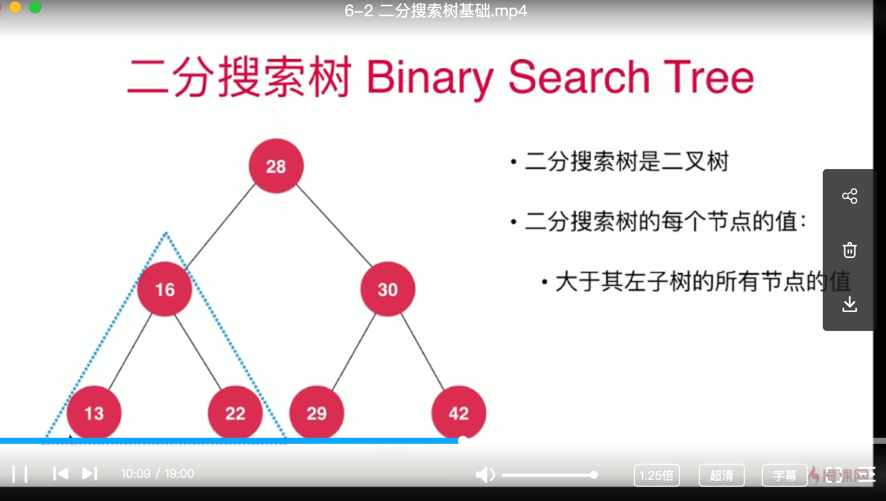 6-2 二分搜索树基础.mp4
二分搜索树 Binary Search Tree
28
• 二分搜索树是二叉树
• 二分搜索树的每个节点的值：
• 大于其左子树的所有节点的值
16
30
13
22
29
42
10:09 / 19:00
1.25倍
超清
字幕
慕课网